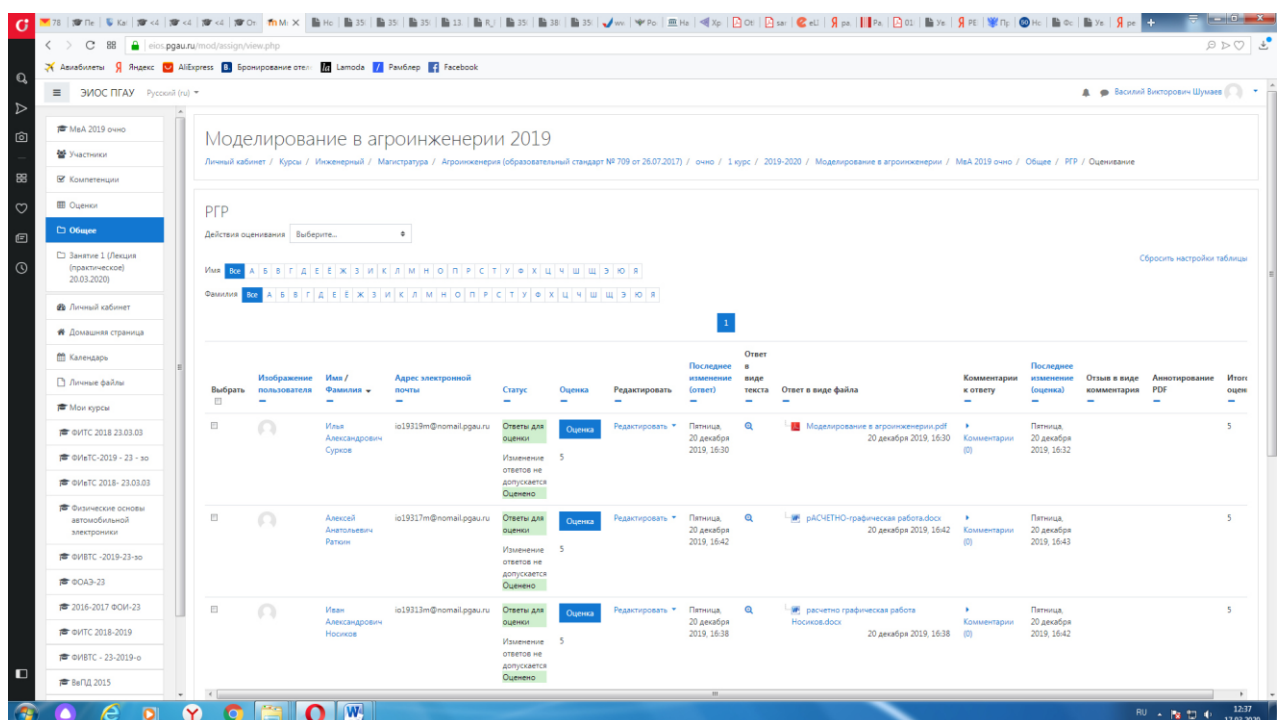 eios.pgau.ru/mod/assign/view.php
Авиабилеты Яндекс AliExpress Бронирование отел Lamoda Рамблер Facebook
ЭИОС ПГАУ Русский (ru)
Василий Викторович Шумаев
МвА 2019 очно
Участники
Компетенции
Оценки
Общее
Занятие 1 (Лекция
(практическое)
20.03.2020)
Личный кабинет
Домашняя страница
Календарь
Личные файлы
Мои курсы
ФИТС 2018 23.03.03
ФИвТС-2019 - 23 - зо
ФИвТС 2018- 23.03.03
Физические основы
автомобильной
электроники
ФИВТС -2019-23-зо
ФОАЭ-23
2016-2017 ФОИ-23
ФИТС 2018-2019
ФИВТС - 23-2019-о
ВвПД 2015
Моделирование в агроинженерии 2019
Личный кабинет / Курсы / Инженерный / Магистратура / Агроинженерия (образовательный стандарт № 709 от 26.07.2017) / очно / 1 курс / 2019-2020 / Моделирование в агроинженерии / МвА 2019 очно / Общее / РГР / Оценивание
РГР
Действия оценивания Выберите...
Сбросить настройки таблицы
Имя Все А Б В Г Д Е Ё Ж З И К Л М Н О П Р С Т У Ф Х Ц Ч Ш Щ Э Ю Я
Фамилия Все А Б В Г Д Е Ё Ж З И К Л М Н О П Р С Т У Ф Х Ц Ч Ш Щ Э Ю Я
1
Выбрать
Изображение
пользователя
Имя /
Фамилия
Адрес электронной
почты
Статус
Оценка
Редактировать
Последнее
изменение
(ответ)
Ответ
в
виде
текста
Ответ в виде файла
Комментарии
к ответу
Последнее
изменение
(оценка)
Отзыв в виде
комментария
Аннотирование
PDF
Итого
оцен
Илья
Александрович
Сурков
io19319m@nomail.pgau.ru
Ответы для
оценки
Изменение
ответов не
допускается
Оценено
Оценка
5
Редактировать
Пятница,
20 декабря
2019, 16:30
Моделирование в агроинженерии.pdf
20 декабря 2019, 16:30
Комментарии
(0)
Пятница,
20 декабря
2019, 16:32
5
Алексей
Анатольевич
Раткин
io19317m@nomail.pgau.ru
Ответы для
оценки
Изменение
ответов не
допускается
Оценено
Оценка
5
Редактировать
Пятница,
20 декабря
2019, 16:42
рАСЧЕТНО-графическая работа.docx
20 декабря 2019, 16:42
Комментарии
(0)
Пятница,
20 декабря
2019, 16:43
5
Иван
Александрович
Носиков
io19313m@nomail.pgau.ru
Ответы для
оценки
Изменение
ответов не
допускается
Оценено
Оценка
5
Редактировать
Пятница,
20 декабря
2019, 16:38
расчетно графическая работа
Носиков.docx
20 декабря 2019, 16:38
Комментарии
(0)
Пятница,
20 декабря
2019, 16:42
5
RU
12:37
17.03.2020